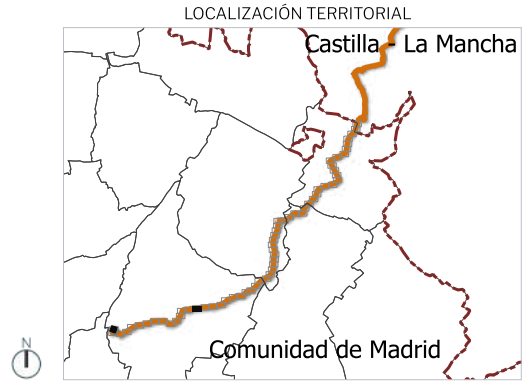 LOCALIZACIÓN TERRITORIAL
Castilla - La Mancha
Comunidad de Madrid
N